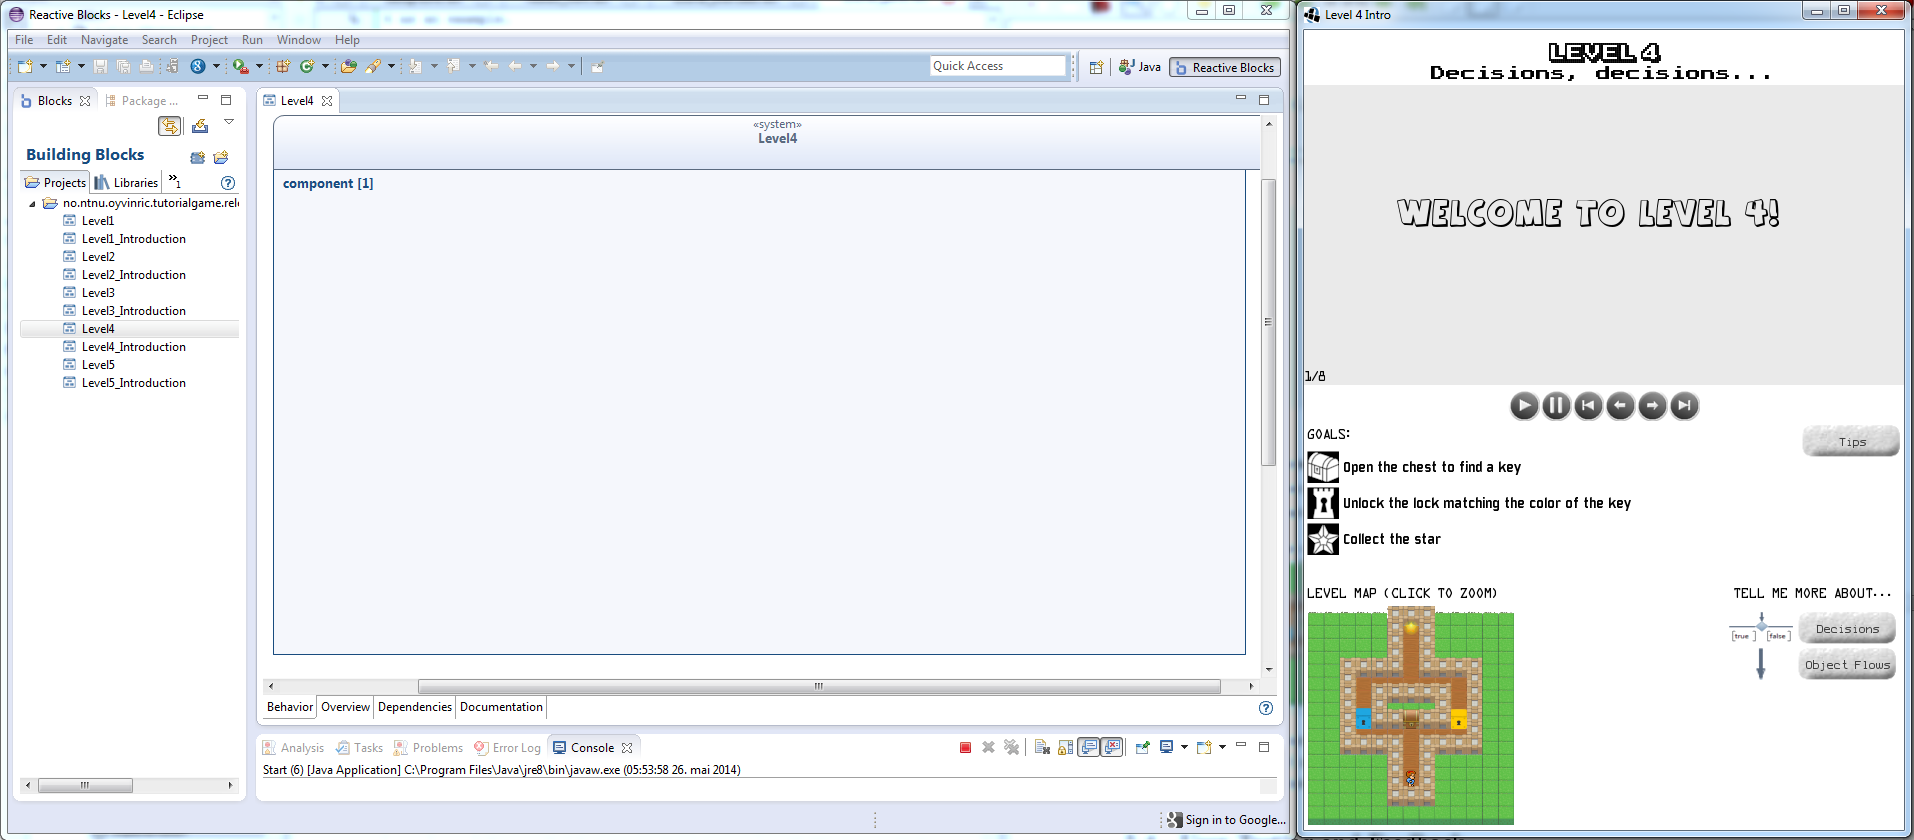 Reactive Blocks - Level4 - Eclipse
File Edit Navigate Search Project Run Window Help
Quick Access
Java
Reactive Blocks
Blocks
Package ...
Building Blocks
Projects
Libraries
»1
no.ntnu.oyvinric.tutorialgame.rel
Level1
Level1_Introduction
Level2
Level2_Introduction
Level3
Level3_Introduction
Level4
Level4_Introduction
Level5
Level5_Introduction
Level4
«system»
Level4
component [1]
Behavior Overview Dependencies Documentation
Analysis Tasks Problems Error Log Console
Start (6) [Java Application] C:\Program Files\Java\jre8\bin\javaw.exe (05:53:58 26. mai 2014)
Sign in to Google...
Level 4 Intro
LEVEL 4
Decisions, decisions...
WELCOME TO LEVEL 4!
1/8
GOALS:
Tips
Open the chest to find a key
Unlock the lock matching the color of the key
Collect the star
LEVEL MAP (CLICK TO ZOOM)
TELL ME MORE ABOUT...
[true ] [false ]
Decisions
Object Flows